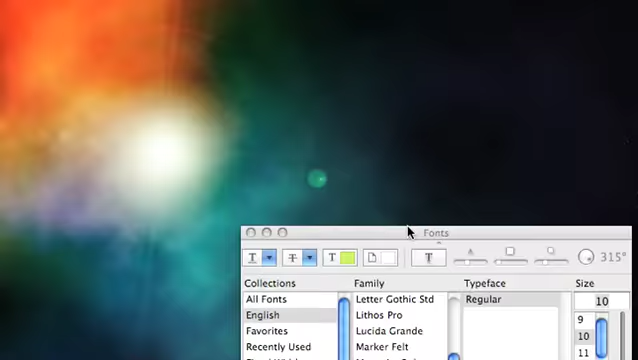 Fonts
T T T T 315°
Collections Family Typeface Size
All Fonts Letter Gothic Std Regular 10
English Lithos Pro 9
Favorites Lucida Grande 10
Recently Used Marker Felt 11